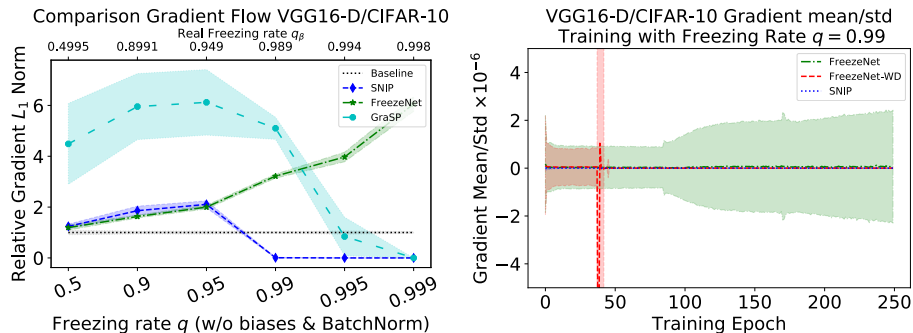 Comparison Gradient Flow VGG16-D/CIFAR-10
Real Freezing rate qᵦ
0.4995 0.8991 0.949 0.989 0.994 0.998
Baseline
SNIP
FreezeNet
GraSP
Relative Gradient L₁ Norm
6
4
2
0
0.5 0.9 0.95 0.99 0.995 0.999
Freezing rate q (w/o biases & BatchNorm)
VGG16-D/CIFAR-10 Gradient mean/std
Training with Freezing Rate q = 0.99
FreezeNet
FreezeNet-WD
SNIP
Gradient Mean/Std ×10⁻⁶
4
2
0
−2
−4
0 50 100 150 200 250
Training Epoch